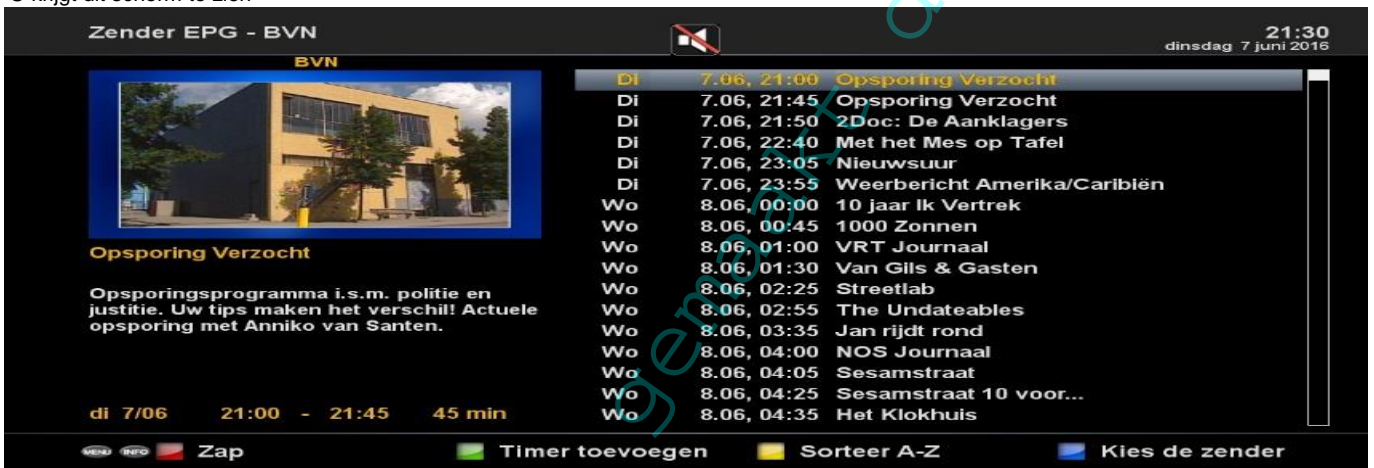 Zender EPG - BVN
21:30
dinsdag 7 juni 2016
BVN
Di 7.06, 21:00 Opsporing Verzocht
Di 7.06, 21:45 Opsporing Verzocht
Di 7.06, 21:50 2Doc: De Aanklagers
Di 7.06, 22:40 Met het Mes op Tafel
Di 7.06, 23:05 Nieuwsuur
Di 7.06, 23:55 Weerbericht Amerika/Caribiën
Wo 8.06, 00:00 10 jaar Ik Vertrek
Wo 8.06, 00:45 1000 Zonnen
Wo 8.06, 01:00 VRT Journaal
Wo 8.06, 01:30 Van Gils & Gasten
Wo 8.06, 02:25 Streetlab
Wo 8.06, 02:55 The Undateables
Wo 8.06, 03:35 Jan rijdt rond
Wo 8.06, 04:00 NOS Journaal
Wo 8.06, 04:05 Sesamstraat
Wo 8.06, 04:25 Sesamstraat 10 voor...
Wo 8.06, 04:35 Het Klokhuis
Opsporing Verzocht
Opsporingsprogramma i.s.m. politie en
justitie. Uw tips maken het verschil! Actuele
opsporing met Anniko van Santen.
di 7/06 21:00 - 21:45 45 min
MENU INFO Zap Timer toevoegen Sorteer A-Z Kies de zender
gemaakt